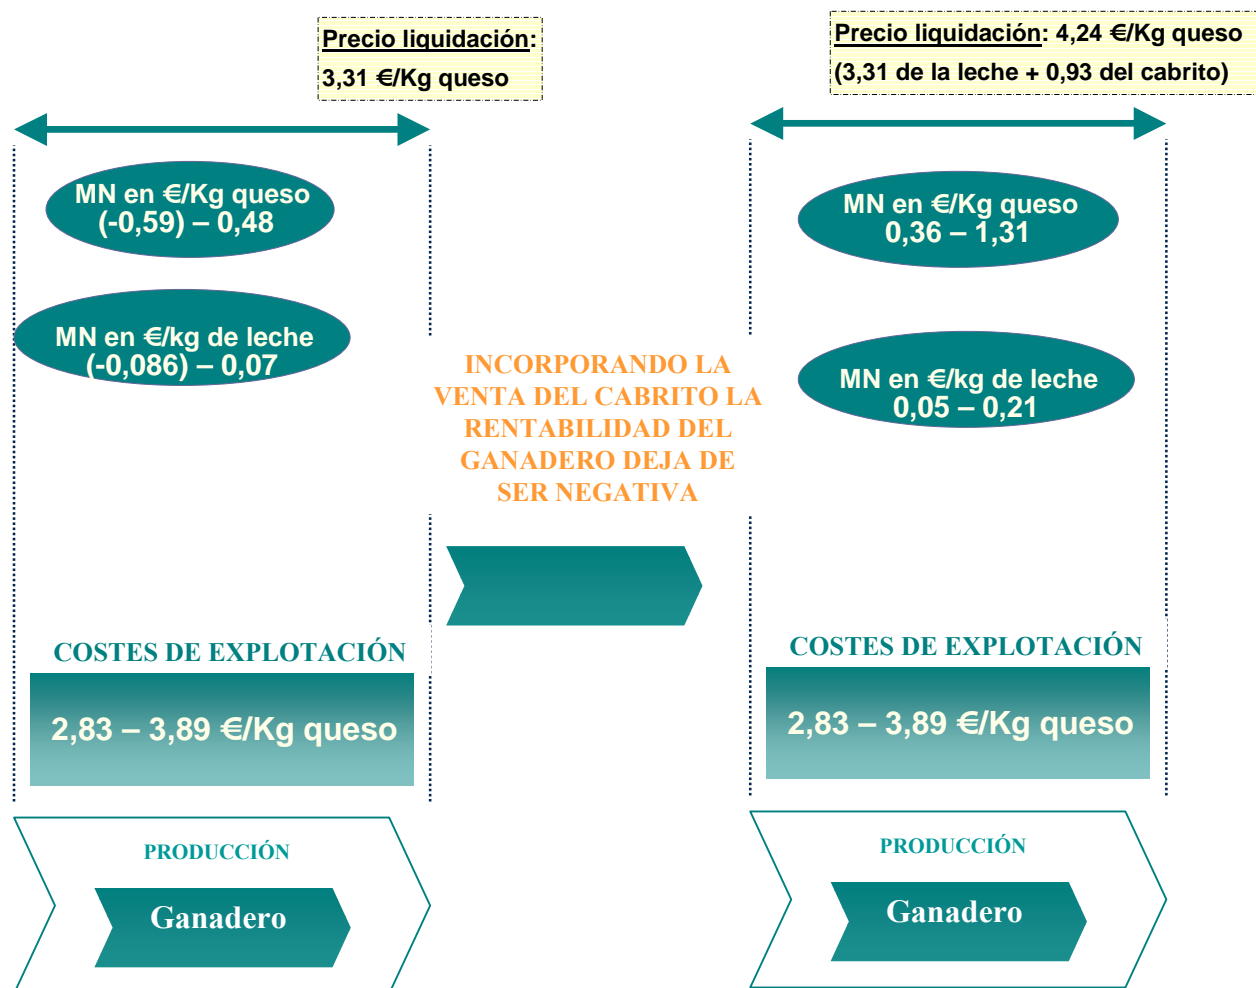 Precio liquidación:
3,31 €/Kg queso
MN en €/Kg queso
(-0,59) – 0,48
MN en €/kg de leche
(-0,086) – 0,07
COSTES DE EXPLOTACIÓN
2,83 – 3,89 €/Kg queso
PRODUCCIÓN
Ganadero
INCORPORANDO LA
VENTA DEL CABRITO LA
RENTABILIDAD DEL
GANADERO DEJA DE
SER NEGATIVA
Precio liquidación: 4,24 €/Kg queso
(3,31 de la leche + 0,93 del cabrito)
MN en €/Kg queso
0,36 – 1,31
MN en €/kg de leche
0,05 – 0,21
COSTES DE EXPLOTACIÓN
2,83 – 3,89 €/Kg queso
PRODUCCIÓN
Ganadero